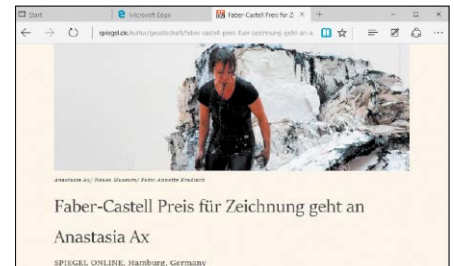 Start
Microsoft Edge
Faber-Castell Preis für Z
spiegel.de/kultur/gesellschaft/faber-castell-preis-fuer-zeichnung-geht-an-a
Anastasia Ax/ Neues Museum/ Foto: Annette Kradisch
Faber-Castell Preis für Zeichnung geht an
Anastasia Ax
SPIEGEL ONLINE, Hamburg, Germany